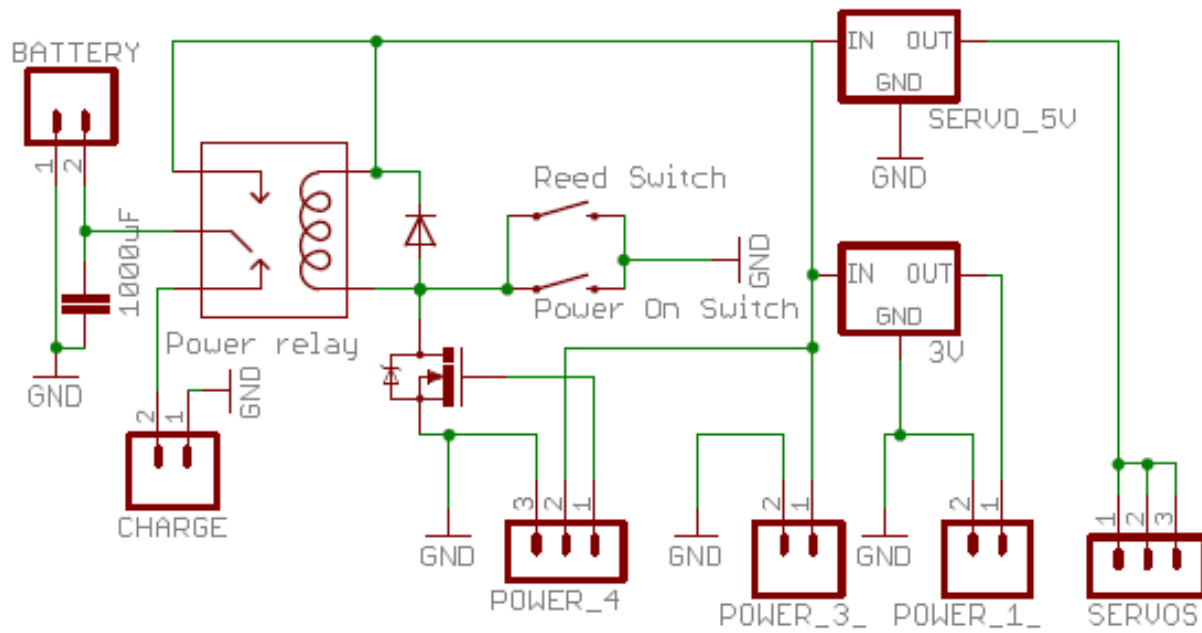 BATTERY
1
2
1000uF
GND
Power relay
GND
2
1
CHARGE
Reed Switch
Power On Switch
GND
GND
3
2
1
POWER_4
IN OUT
GND
SERVO_5V
GND
IN OUT
GND
3V
GND
2
1
POWER_3_
GND
2
1
POWER_1_
1
2
3
SERVOS